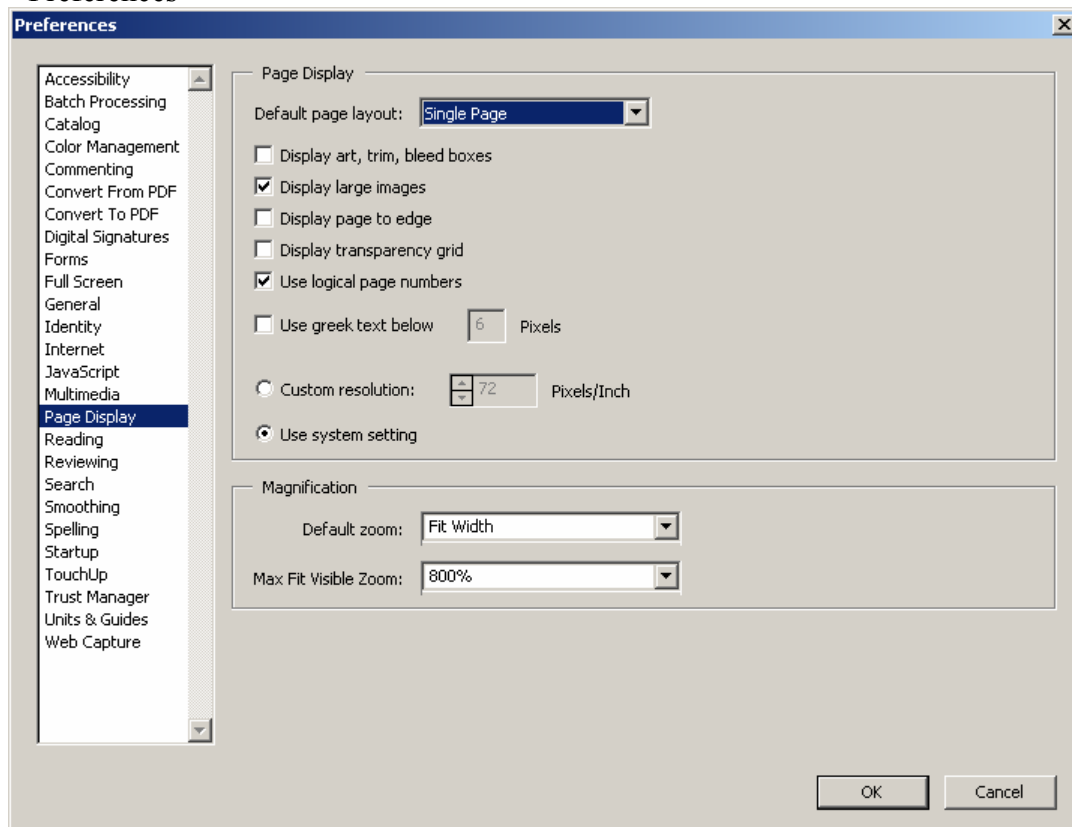 Preferences
Preferences
Accessibility
Batch Processing
Catalog
Color Management
Commenting
Convert From PDF
Convert To PDF
Digital Signatures
Forms
Full Screen
General
Identity
Internet
JavaScript
Multimedia
Page Display
Reading
Reviewing
Search
Smoothing
Spelling
Startup
TouchUp
Trust Manager
Units & Guides
Web Capture
Page Display
Default page layout: Single Page
Display art, trim, bleed boxes
Display large images
Display page to edge
Display transparency grid
Use logical page numbers
Use greek text below 6 Pixels
Custom resolution: 72 Pixels/Inch
Use system setting
Magnification
Default zoom: Fit Width
Max Fit Visible Zoom: 800%
OK Cancel